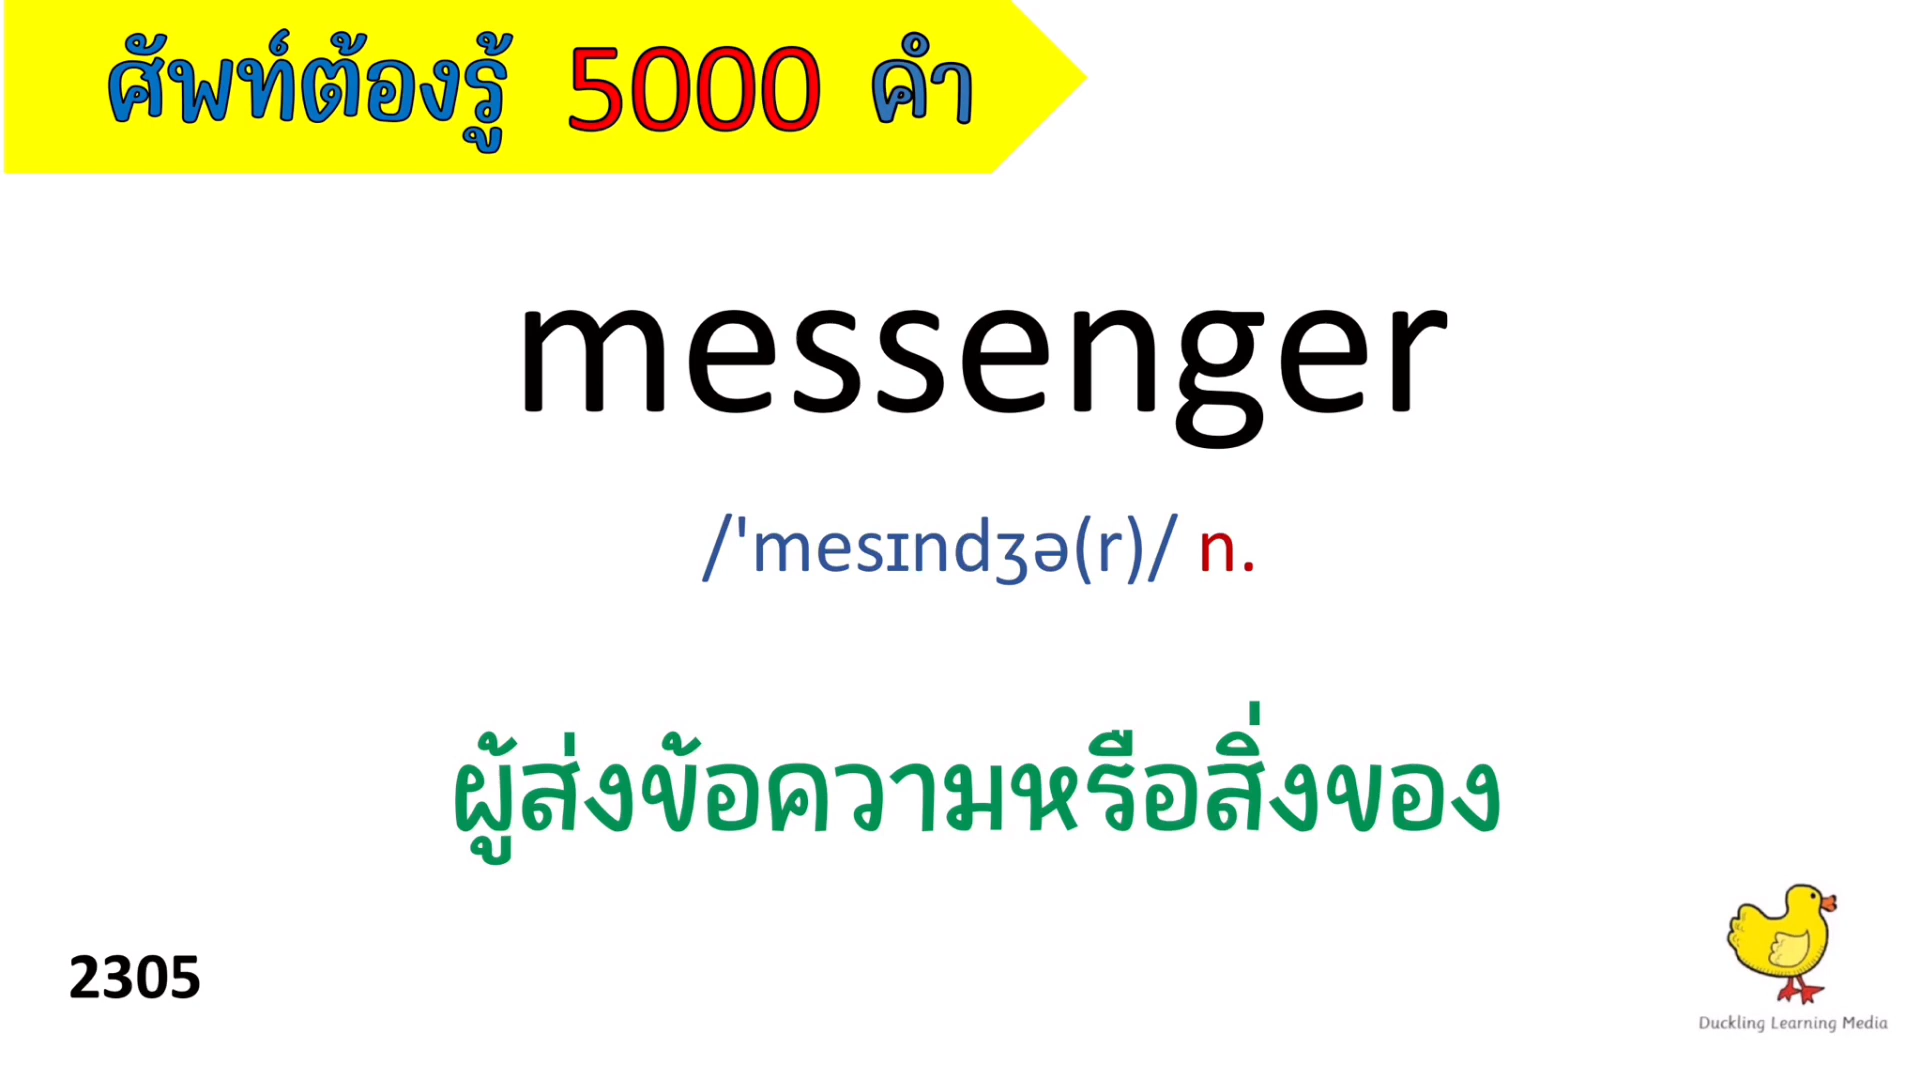 ศัพท์ต้องรู้ 5000 คำ
messenger
/ˈmesɪndʒə(r)/ n.
ผู้ส่งข้อความหรือสิ่งของ
2305
Duckling Learning Media